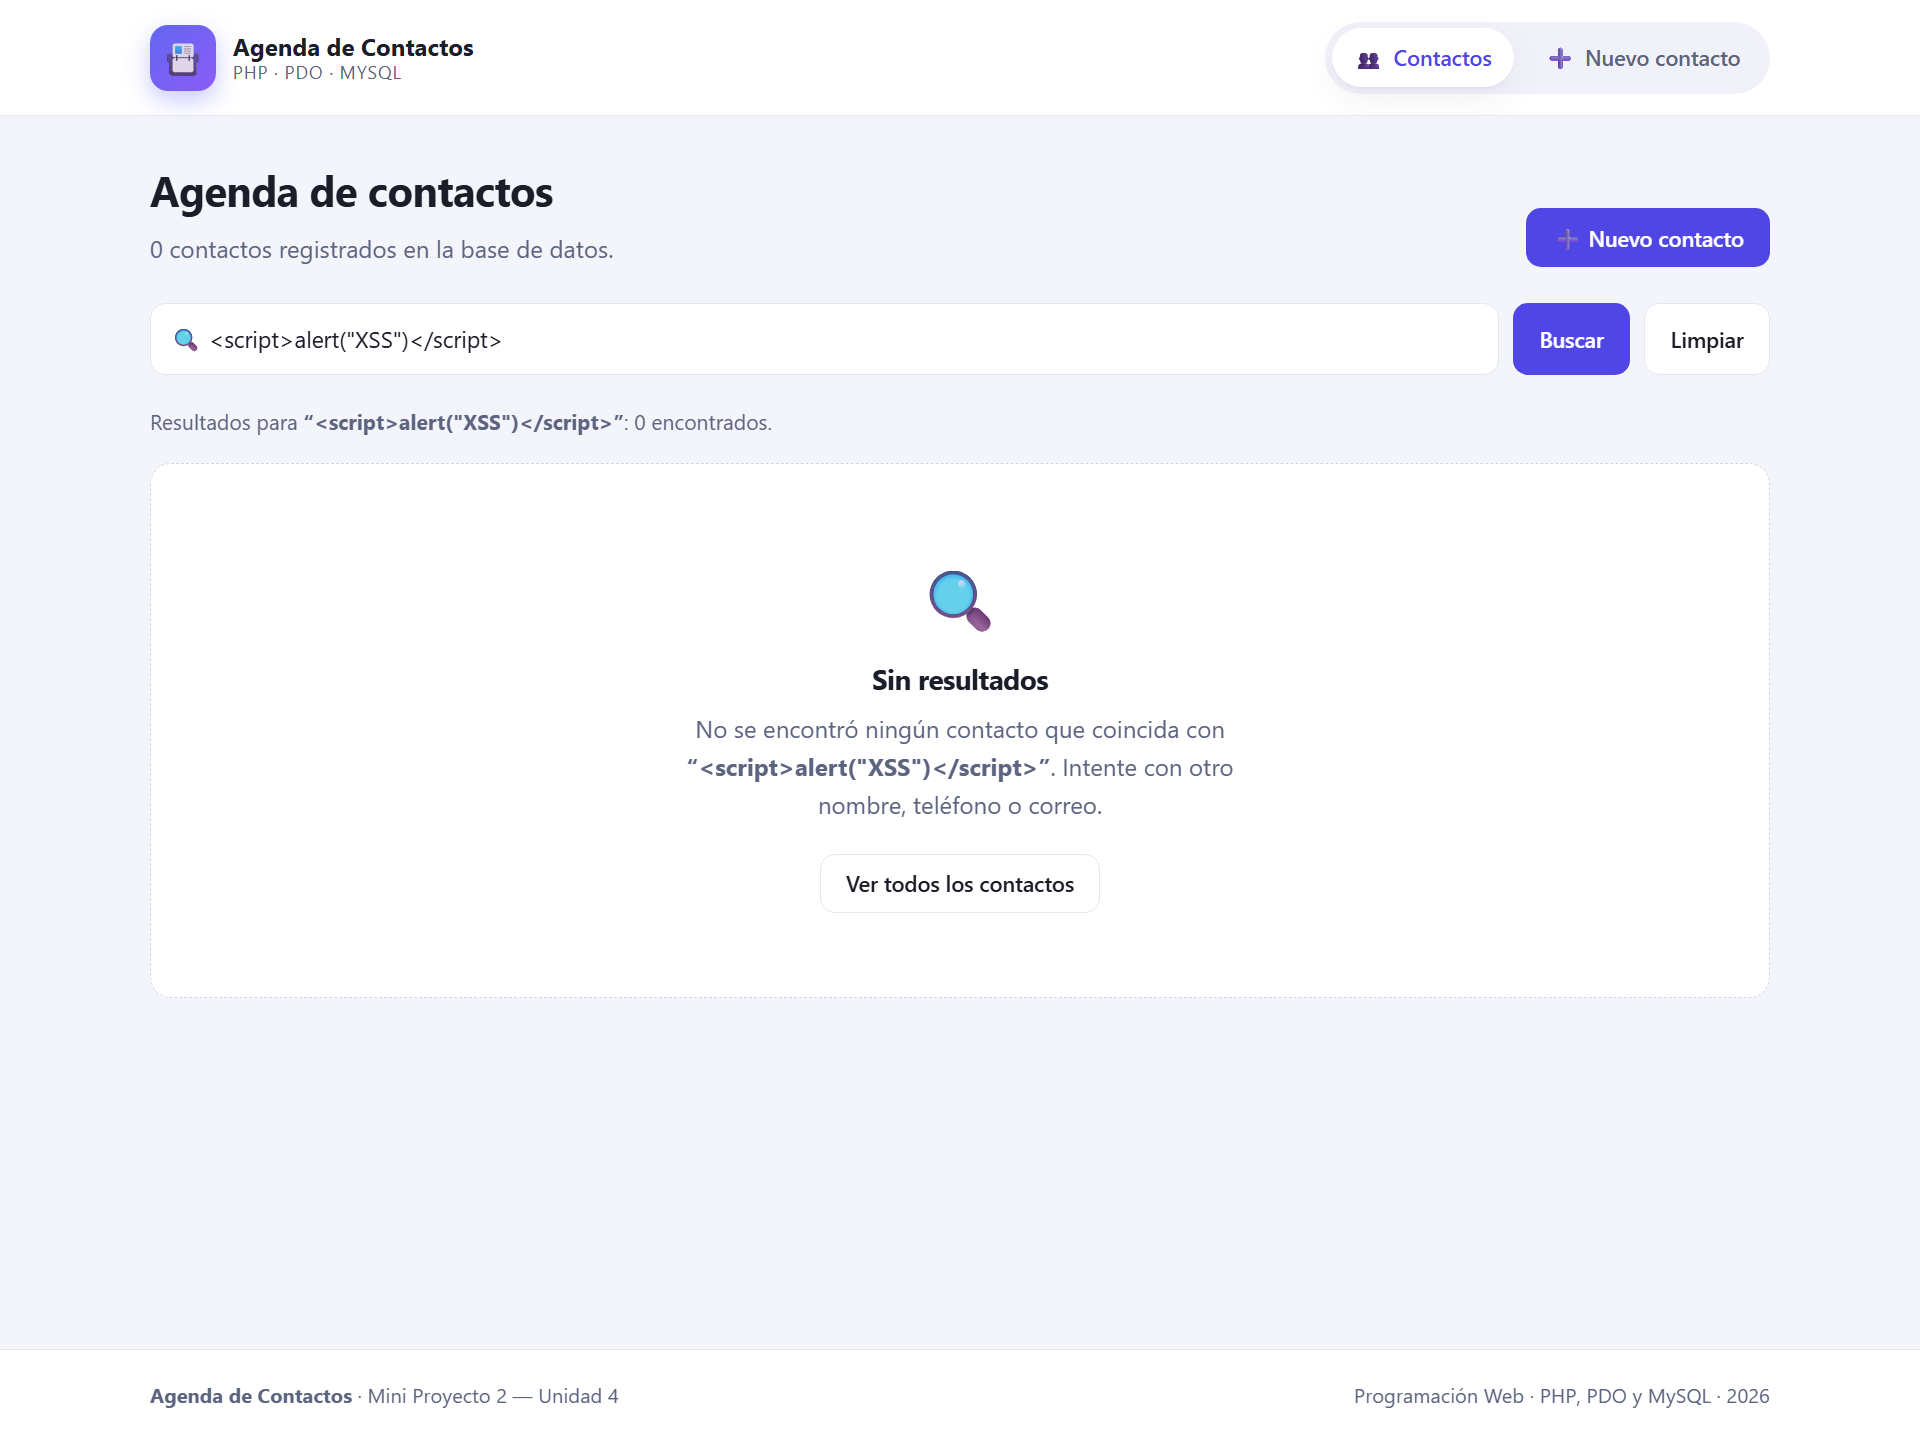 Agenda de Contactos
PHP · PDO · MYSQL
Contactos
Nuevo contacto
Agenda de contactos
0 contactos registrados en la base de datos.
Nuevo contacto
<script>alert("XSS")</script>
Buscar
Limpiar
Resultados para “<script>alert("XSS")</script>”: 0 encontrados.
Sin resultados
No se encontró ningún contacto que coincida con
“<script>alert("XSS")</script>”. Intente con otro
nombre, teléfono o correo.
Ver todos los contactos
Agenda de Contactos · Mini Proyecto 2 — Unidad 4
Programación Web · PHP, PDO y MySQL · 2026